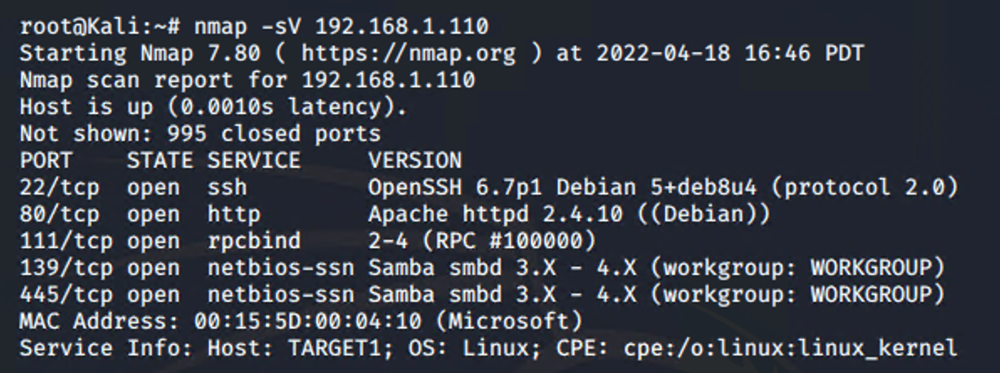 root@Kali:~# nmap -sV 192.168.1.110
Starting Nmap 7.80 ( https://nmap.org ) at 2022-04-18 16:46 PDT
Nmap scan report for 192.168.1.110
Host is up (0.0010s latency).
Not shown: 995 closed ports
PORT    STATE SERVICE     VERSION
22/tcp  open  ssh         OpenSSH 6.7p1 Debian 5+deb8u4 (protocol 2.0)
80/tcp  open  http        Apache httpd 2.4.10 ((Debian))
111/tcp open  rpcbind     2-4 (RPC #100000)
139/tcp open  netbios-ssn Samba smbd 3.X - 4.X (workgroup: WORKGROUP)
445/tcp open  netbios-ssn Samba smbd 3.X - 4.X (workgroup: WORKGROUP)
MAC Address: 00:15:5D:00:04:10 (Microsoft)
Service Info: Host: TARGET1; OS: Linux; CPE: cpe:/o:linux:linux_kernel